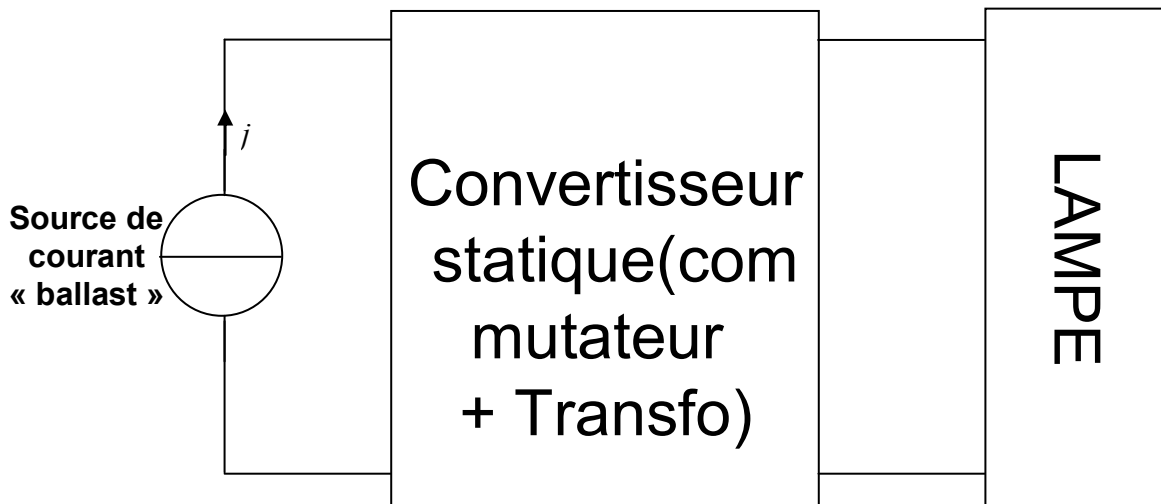 Source de
courant
« ballast »
j
Convertisseur
statique(com
mutateur
+ Transfo)
LAMPE